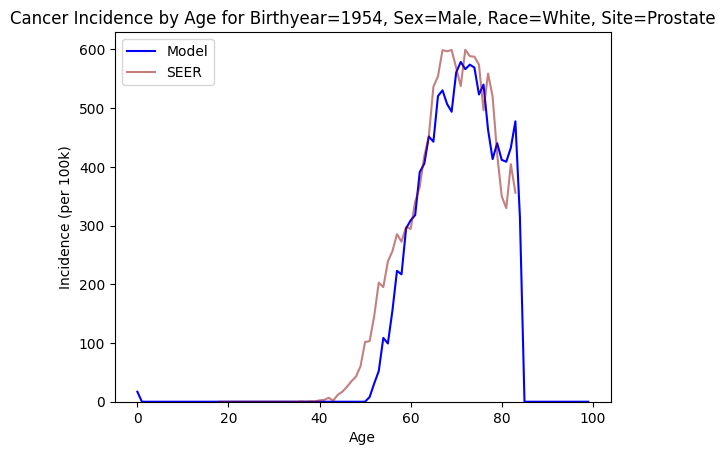 Cancer Incidence by Age for Birthyear=1954, Sex=Male, Race=White, Site=Prostate
Model
SEER
600
500
400
300
200
100
0
Incidence (per 100k)
0 20 40 60 80 100
Age